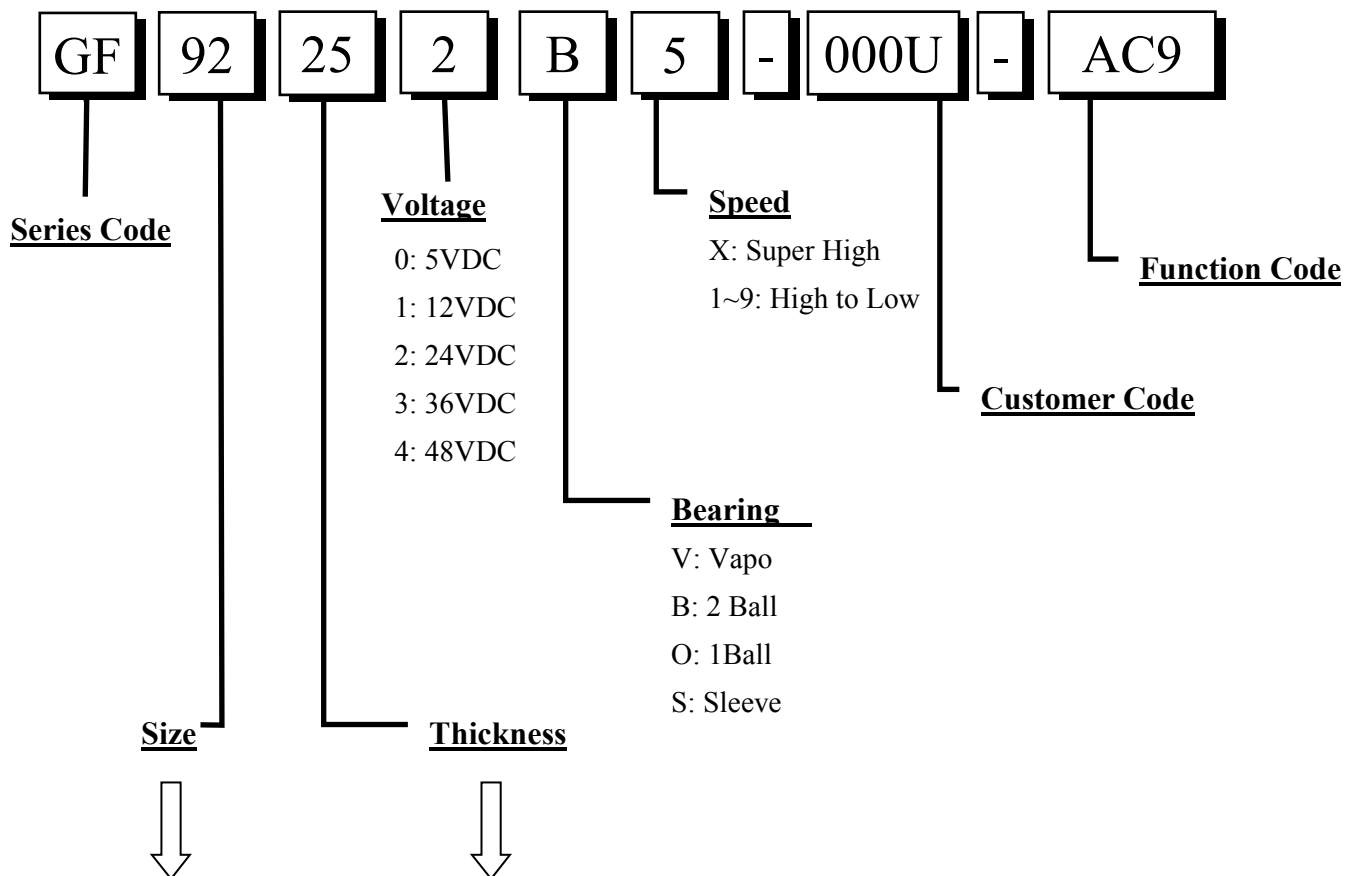 GF 92 25 2 B 5 - 000U - AC9
Series Code
Voltage
0: 5VDC
1: 12VDC
2: 24VDC
3: 36VDC
4: 48VDC
Speed
X: Super High
1~9: High to Low
Function Code
Customer Code
Bearing
V: Vapo
B: 2 Ball
O: 1Ball
S: Sleeve
Size
Thickness